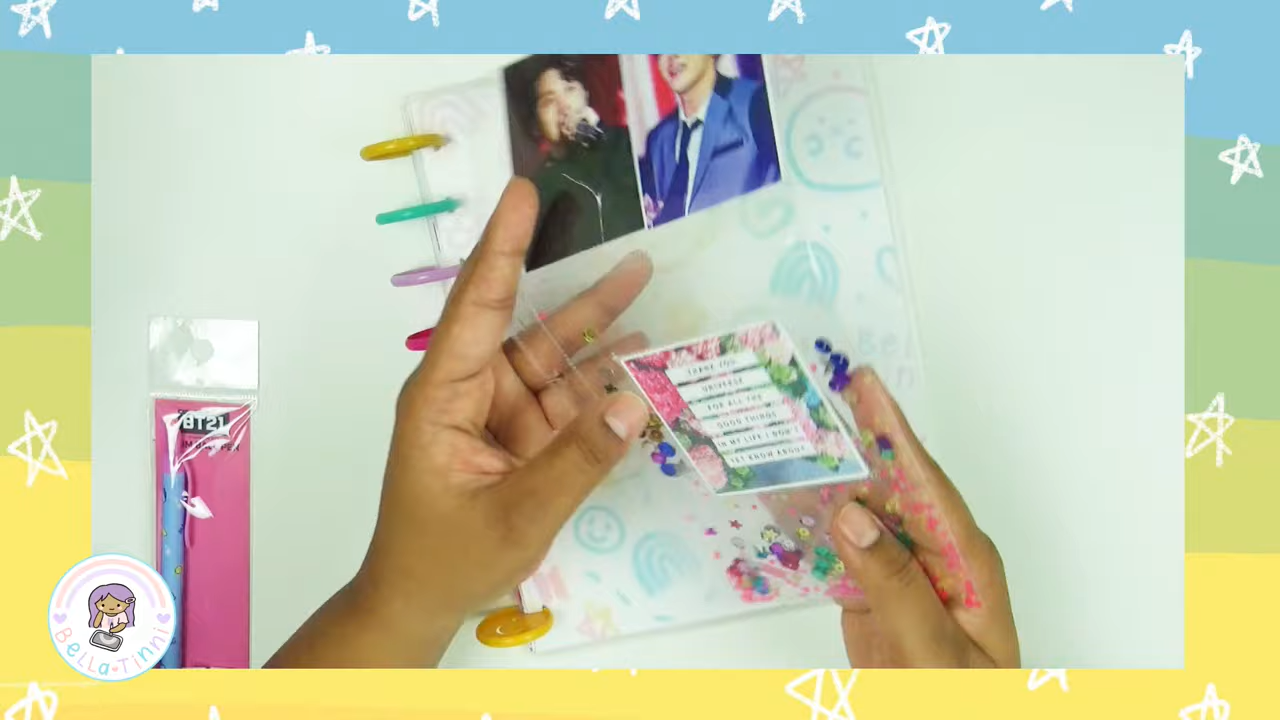 THANK YOU
UNIVERSE
FOR ALL THE
GOOD THINGS
IN MY LIFE I DON'T
YET KNOW ABOUT
BT21
BeLLa Tinni